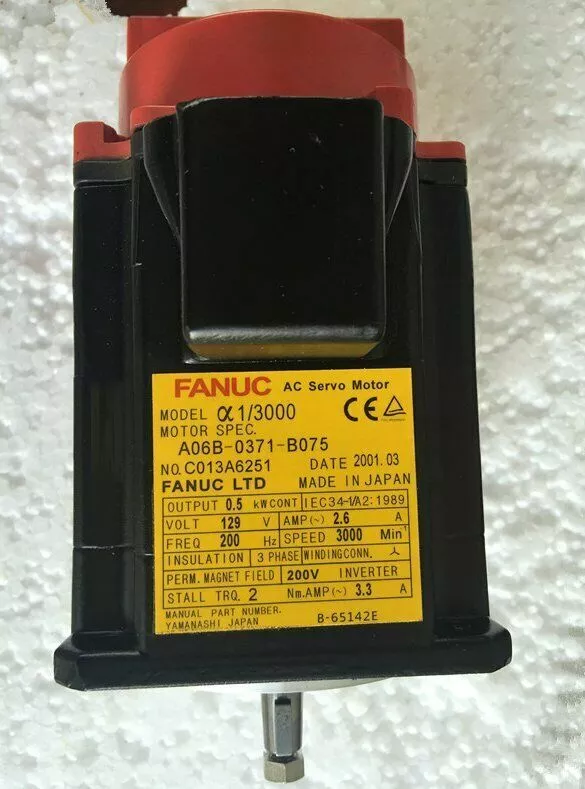 FANUC AC Servo Motor
MODEL α1/3000 CE
MOTOR SPEC.
A06B-0371-B075
NO. C013A6251 DATE 2001.03
FANUC LTD MADE IN JAPAN
OUTPUT 0.5 kWCONT IEC34-1/A2:1989
VOLT 129 V AMP(~) 2.6 A
FREQ 200 Hz SPEED 3000 Min⁻¹
INSULATION 3 PHASE WINDINGCONN. 人
PERM. MAGNET FIELD 200V INVERTER
STALL TRQ. 2 Nm.AMP(~) 3.3 A
MANUAL PART NUMBER. B-65142E
YAMANASHI JAPAN